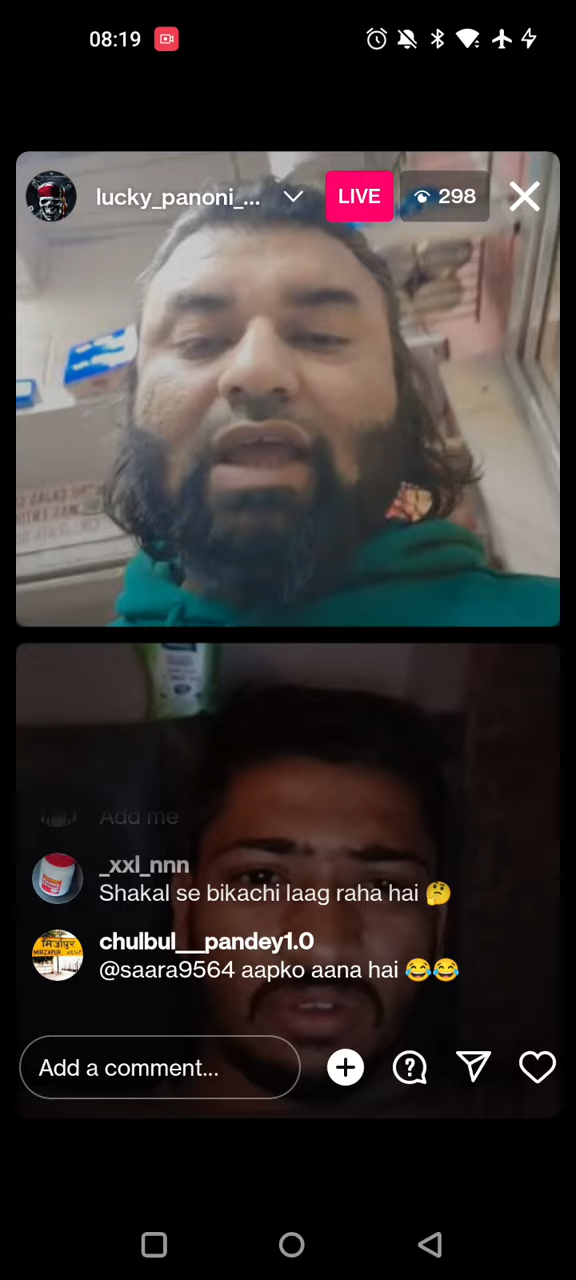 08:19
lucky_panoni_...
LIVE
298
Add me
_xxl_nnn
Shakal se bikachi laag raha hai 🤔
chulbul__pandey1.0
@saara9564 aapko aana hai 😂😂
Add a comment...